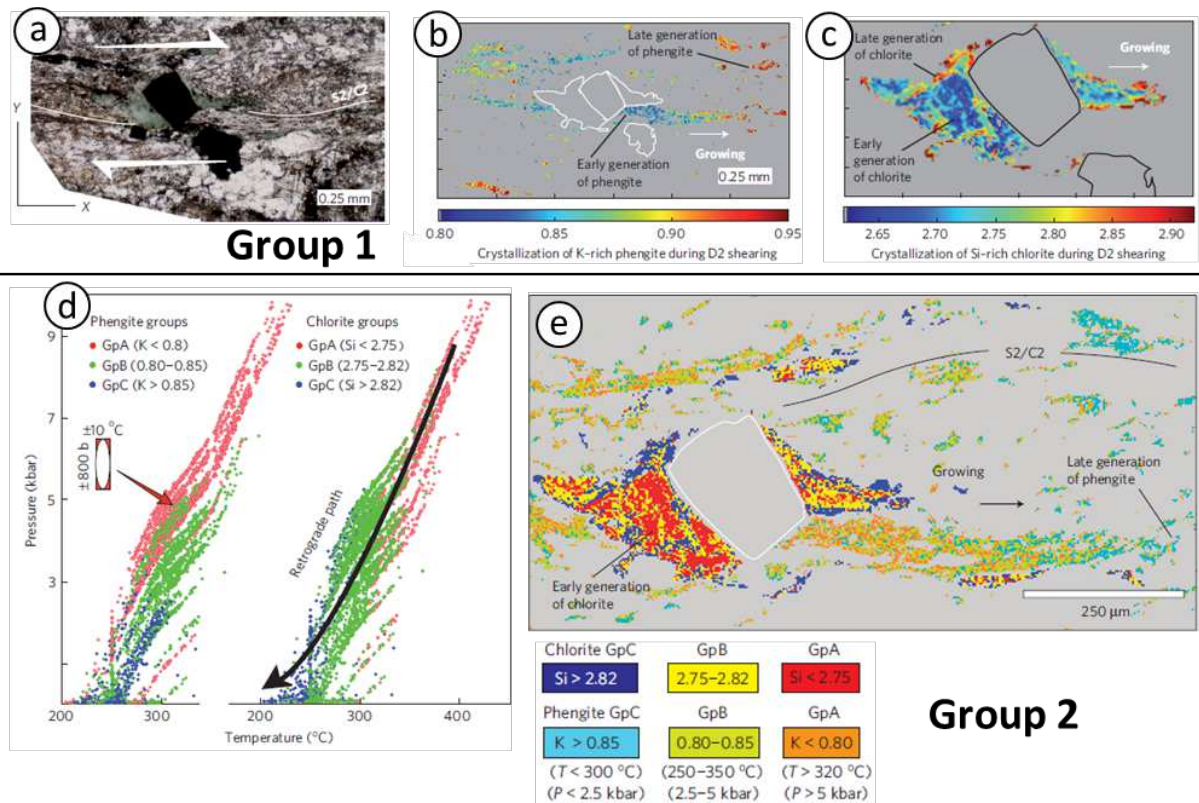 a
Y
X
S2/C2
0.25 mm
Group 1
b
Late generation
of phengite
Early generation
of phengite
Growing
0.25 mm
0.80
0.85
0.90
0.95
Crystallization of K-rich phengite during D2 shearing
c
Late generation
of chlorite
Growing
Early
generation
of chlorite
2.65
2.70
2.75
2.80
2.85
2.90
Crystallization of Si-rich chlorite during D2 shearing
d
Phengite groups
GpA (K < 0.8)
GpB (0.80–0.85)
GpC (K > 0.85)
Chlorite groups
GpA (Si < 2.75)
GpB (2.75–2.82)
GpC (Si > 2.82)
±10 °C
±800 b
Retrograde path
Pressure (kbar)
9
7
5
3
200
300
200
300
400
Temperature (°C)
e
S2/C2
Growing
Late generation
of phengite
Early generation
of chlorite
250 µm
Chlorite GpC
GpB
GpA
Si > 2.82
2.75–2.82
Si < 2.75
Phengite GpC
GpB
GpA
K > 0.85
0.80–0.85
K < 0.80
(T < 300 °C)
(250–350 °C)
(T > 320 °C)
(P < 2.5 kbar)
(2.5–5 kbar)
(P > 5 kbar)
Group 2